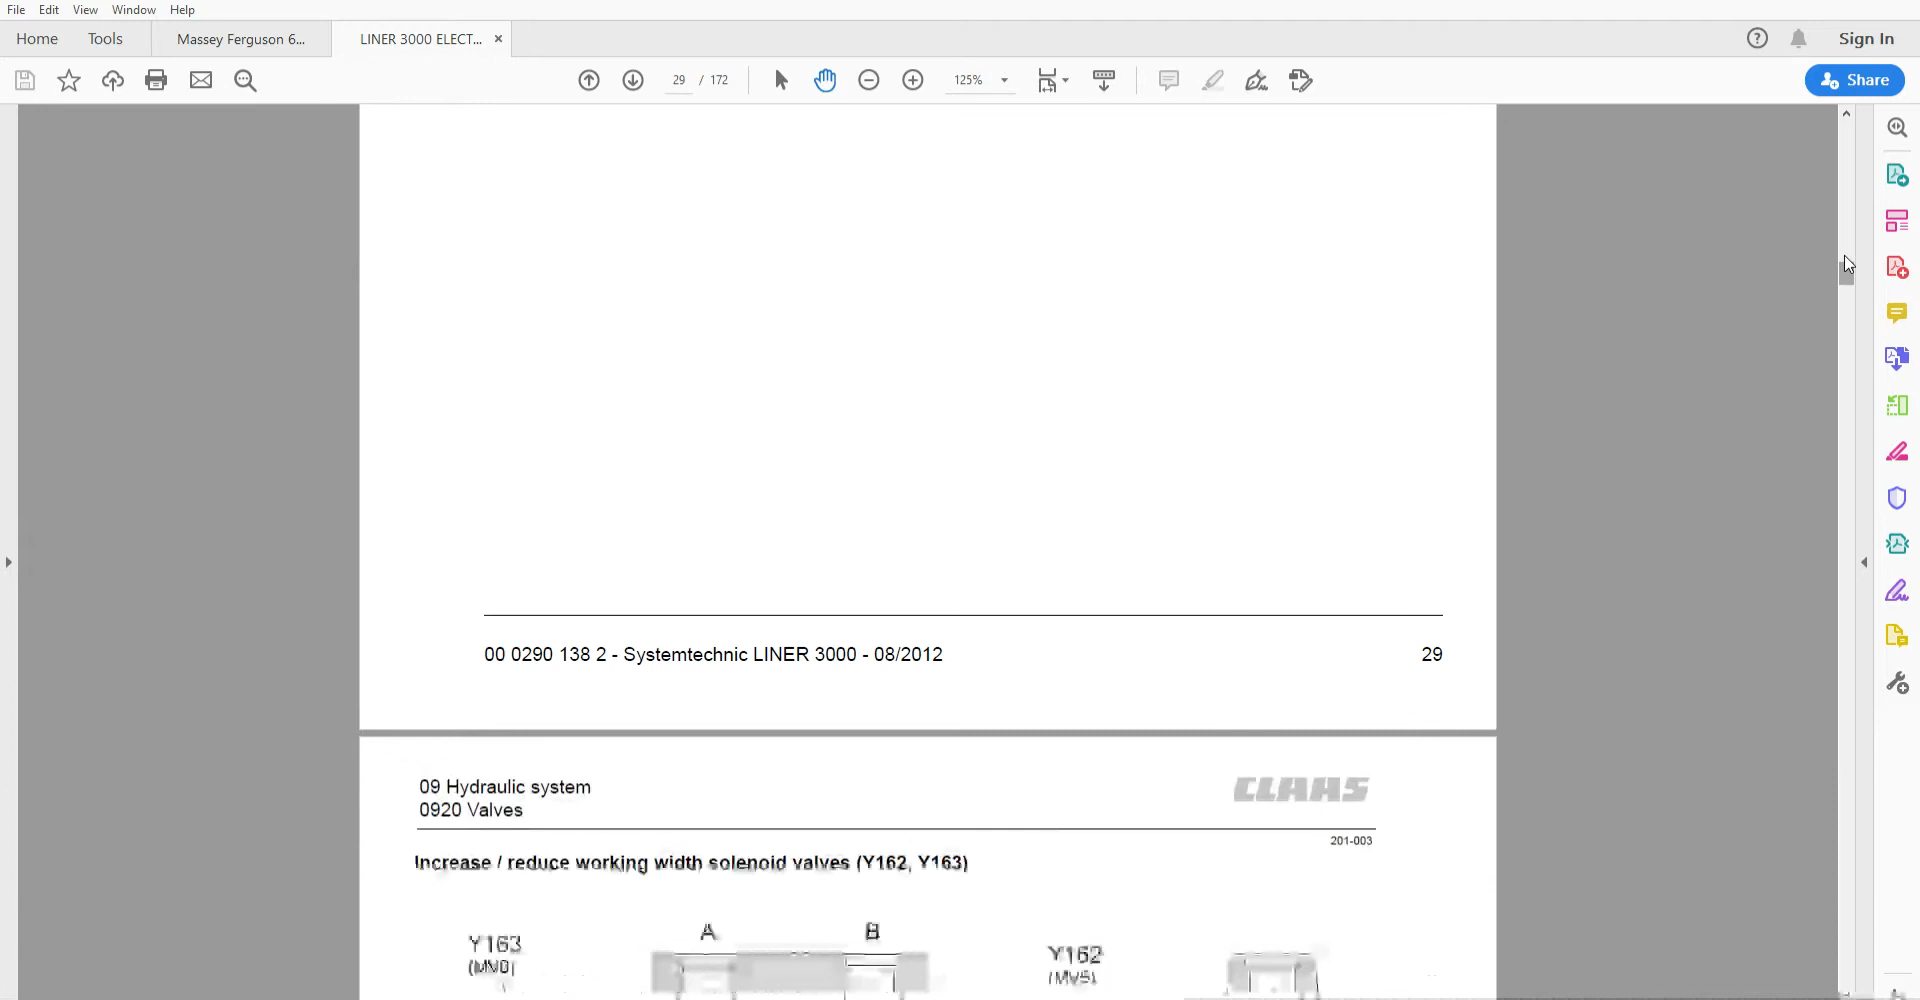 File Edit View Window Help
Home Tools Massey Ferguson 6... LINER 3000 ELECT... Sign In
29 / 172 125% Share
00 0290 138 2 - Systemtechnic LINER 3000 - 08/2012 29
09 Hydraulic system
0920 Valves
CLAAS
201-003
Increase / reduce working width solenoid valves (Y162, Y163)
A B
Y163 Y162